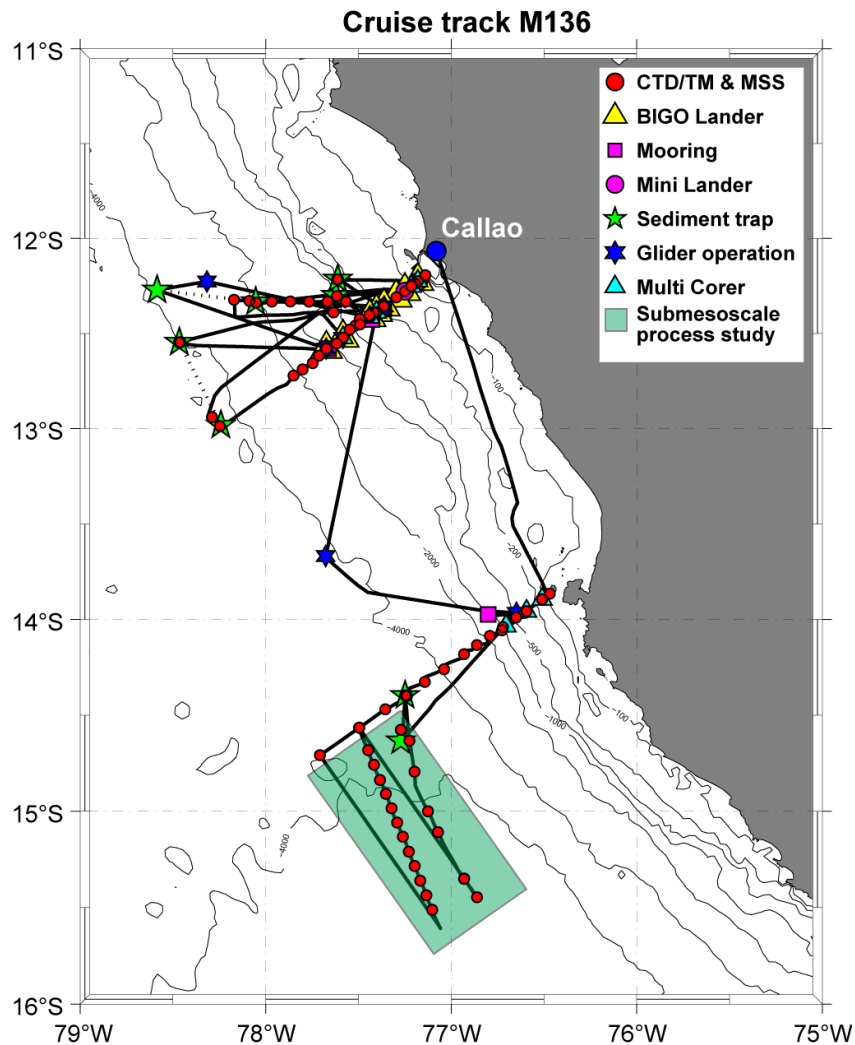 Cruise track M136
11°S
12°S
13°S
14°S
15°S
16°S
79°W
78°W
77°W
76°W
75°W
Callao
CTD/TM & MSS
BIGO Lander
Mooring
Mini Lander
Sediment trap
Glider operation
Multi Corer
Submesoscale
process study
-4000
-100
-200
-2000
-4000
-500
-1000
-100
-4000